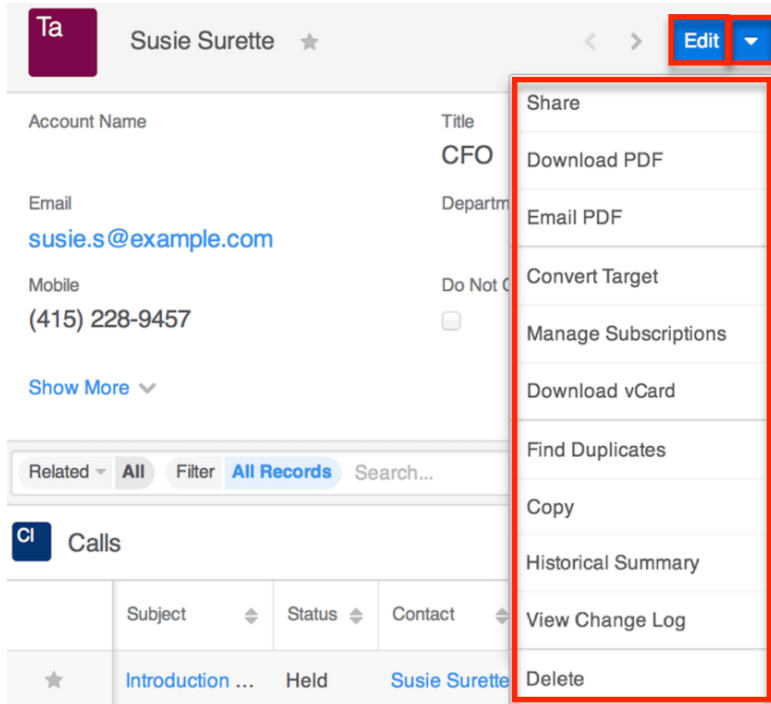 Ta
Susie Surette
Edit
Share
Account Name
Title
CFO
Download PDF
Email
Departm
Email PDF
susie.s@example.com
Mobile
Do Not
Convert Target
(415) 228-9457
Manage Subscriptions
Show More
Download vCard
Find Duplicates
Related All Filter All Records Search...
Copy
Cl Calls
Historical Summary
Subject Status Contact
View Change Log
Introduction ... Held Susie Surette
Delete